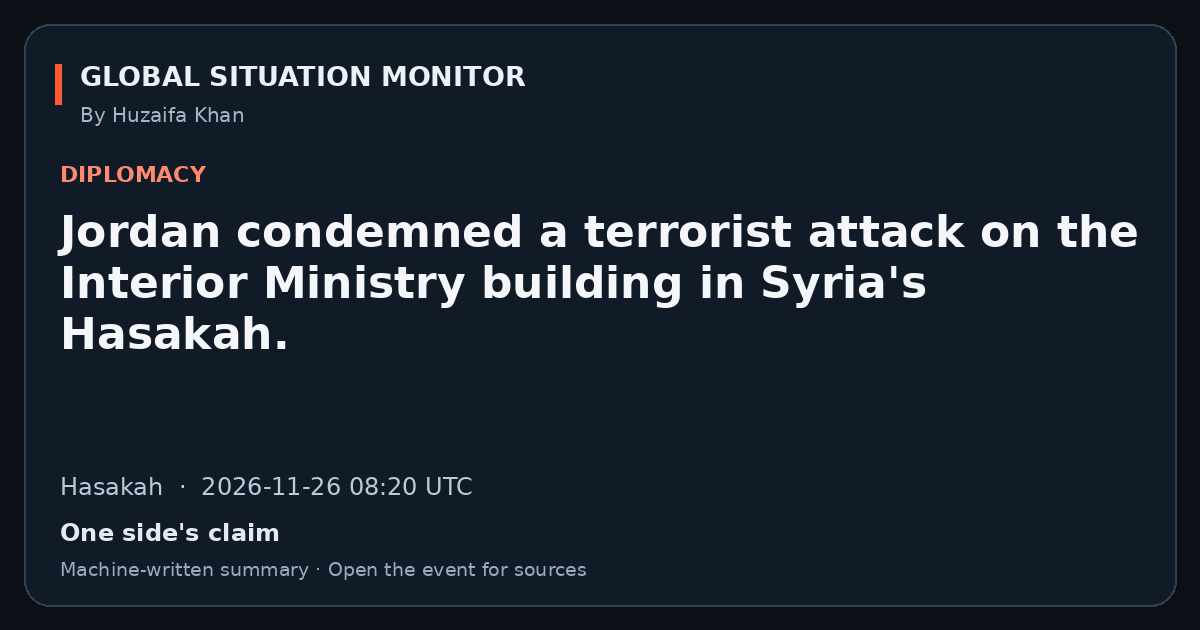 GLOBAL SITUATION MONITOR
By Huzaifa Khan
DIPLOMACY
Jordan condemned a terrorist attack on the
Interior Ministry building in Syria's
Hasakah.
Hasakah · 2026-11-26 08:20 UTC
One side's claim
Machine-written summary · Open the event for sources